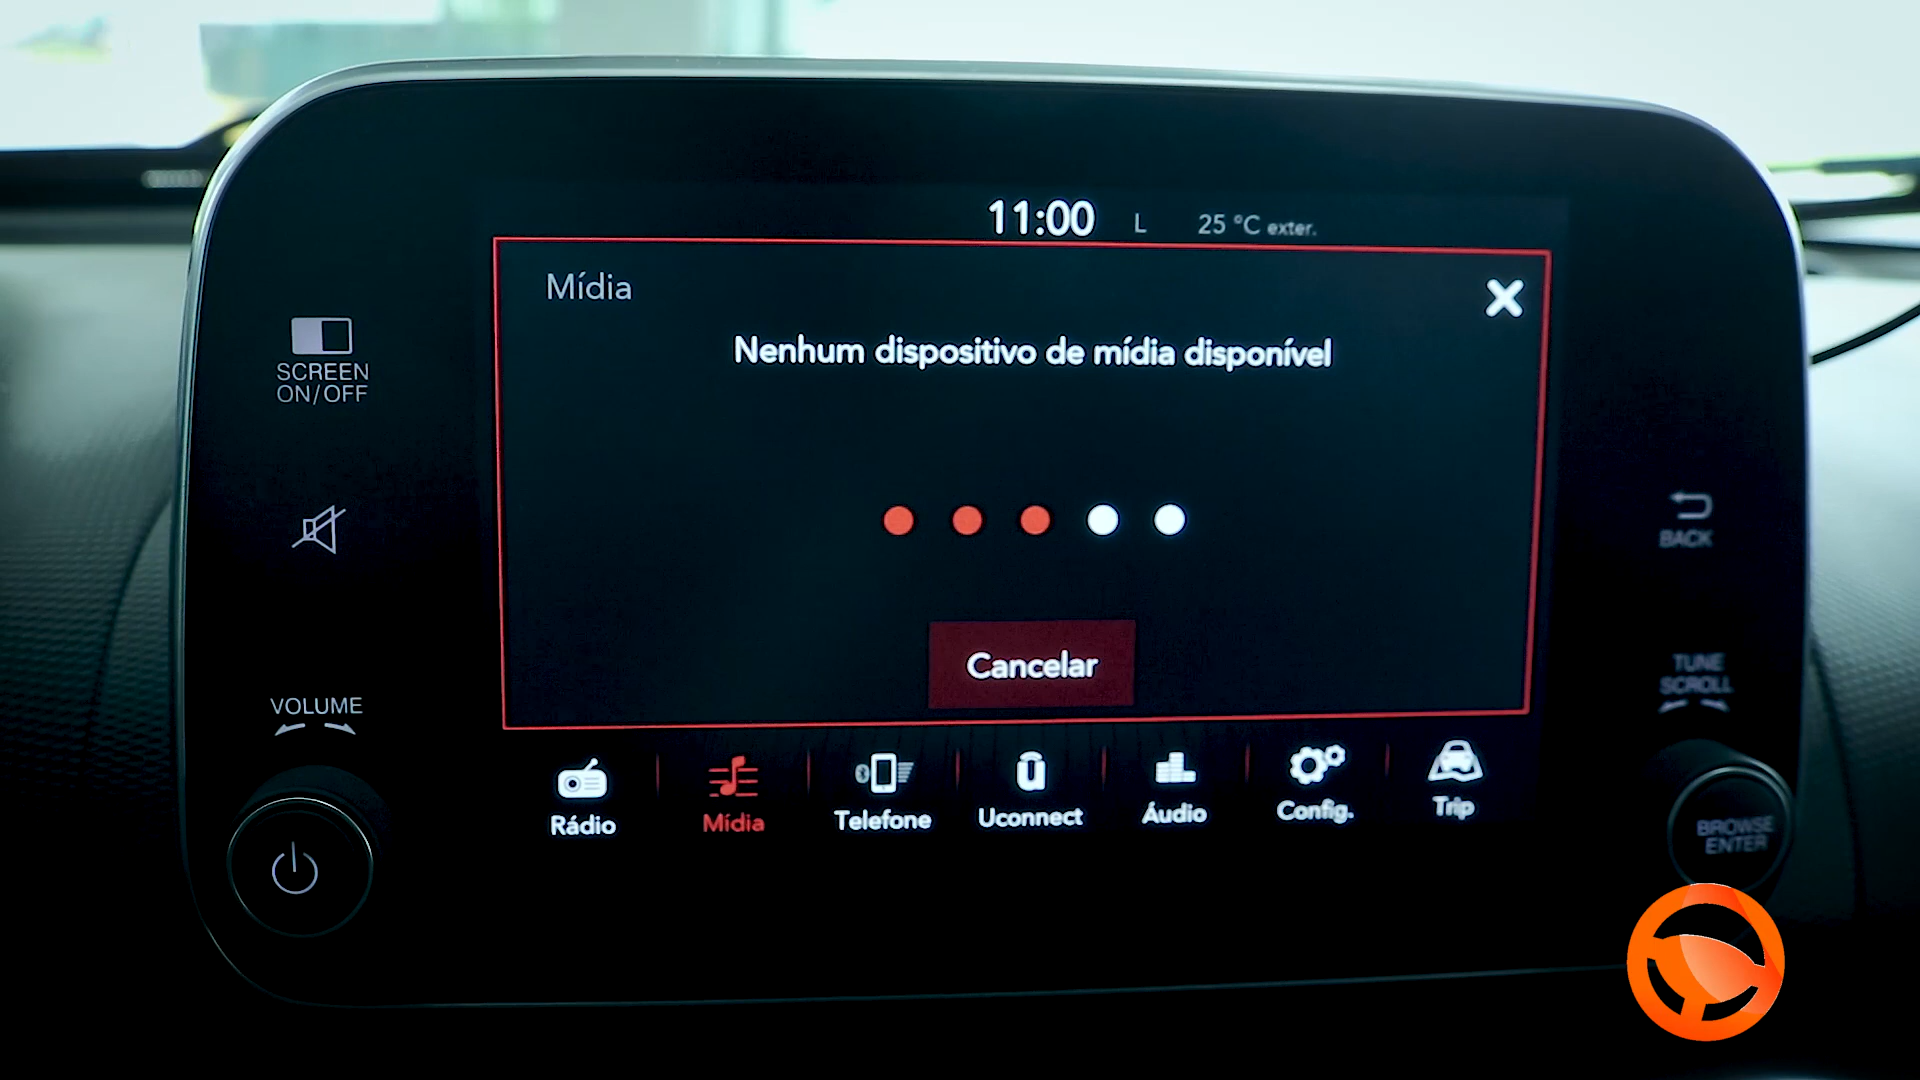 11:00 L 25 °C exter.
Mídia
Nenhum dispositivo de mídia disponível
Cancelar
Rádio Mídia Telefone Uconnect Áudio Config. Trip
SCREEN
ON/OFF
VOLUME
BACK
TUNE
SCROLL
BROWSE
ENTER